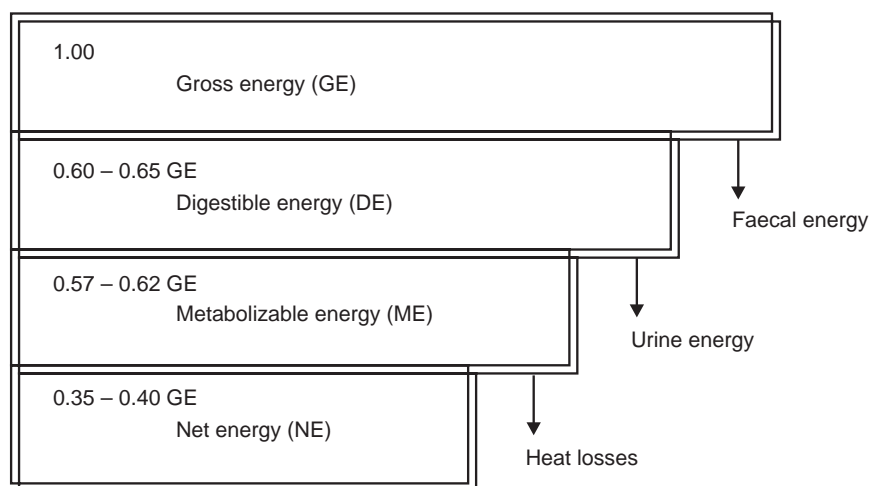 1.00
Gross energy (GE)
0.60 – 0.65 GE
Digestible energy (DE)
Faecal energy
0.57 – 0.62 GE
Metabolizable energy (ME)
Urine energy
0.35 – 0.40 GE
Net energy (NE)
Heat losses